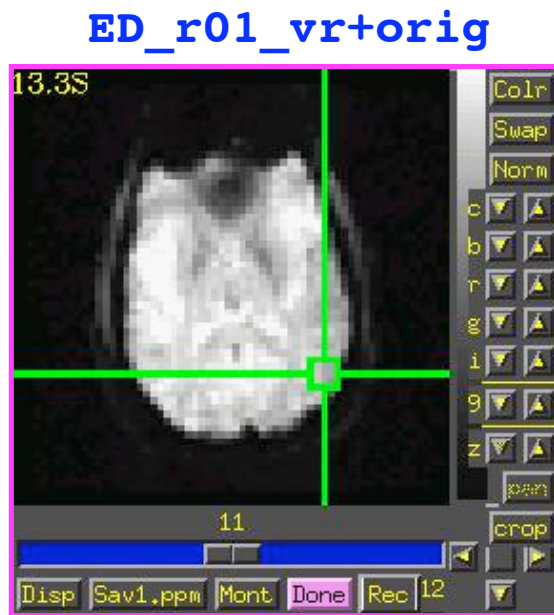 ED_r01_vr+orig
13.3S
Colr
Swap
Norm
c
b
r
g
i
9
z
pan
crop
11
Disp Sav1.ppm Mont Done Rec 12